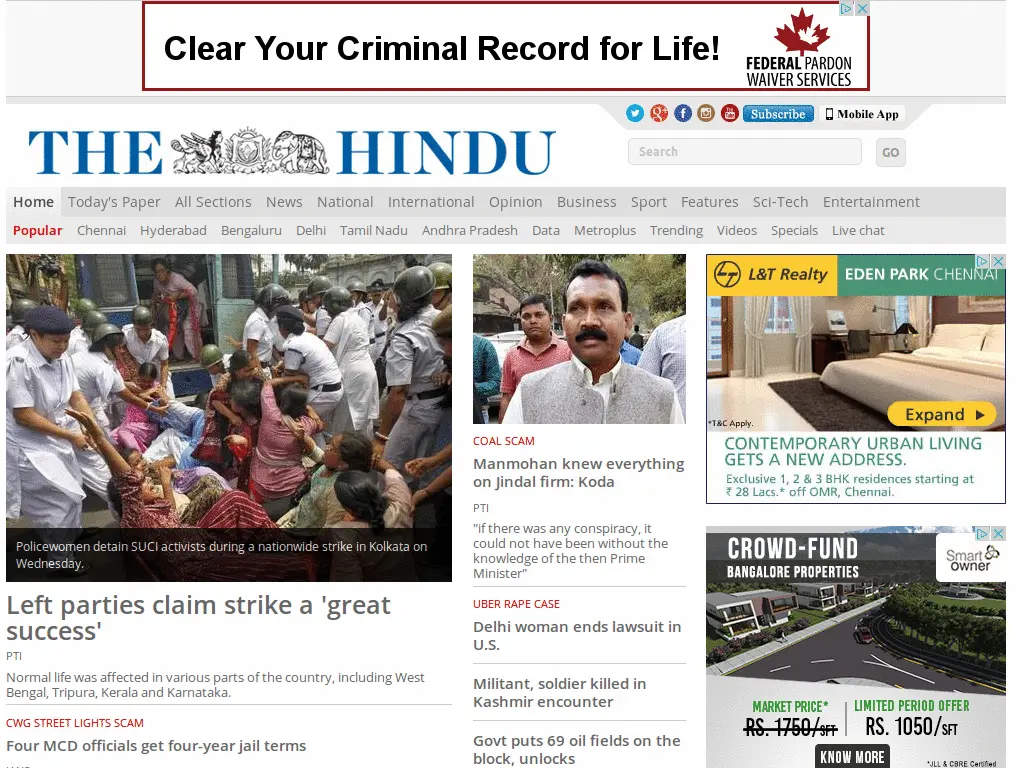 Clear Your Criminal Record for Life!
FEDERAL PARDON
WAIVER SERVICES
Subscribe
Mobile App
THE HINDU
Search
GO
Home Today's Paper All Sections News National International Opinion Business Sport Features Sci-Tech Entertainment
Popular Chennai Hyderabad Bengaluru Delhi Tamil Nadu Andhra Pradesh Data Metroplus Trending Videos Specials Live chat
Policewomen detain SUCI activists during a nationwide strike in Kolkata on
Wednesday.
Left parties claim strike a 'great
success'
PTI
Normal life was affected in various parts of the country, including West
Bengal, Tripura, Kerala and Karnataka.
CWG STREET LIGHTS SCAM
Four MCD officials get four-year jail terms
COAL SCAM
Manmohan knew everything
on Jindal firm: Koda
PTI
"if there was any conspiracy, it
could not have been without the
knowledge of the then Prime
Minister"
UBER RAPE CASE
Delhi woman ends lawsuit in
U.S.
Militant, soldier killed in
Kashmir encounter
Govt puts 69 oil fields on the
block, unlocks
L&T Realty
EDEN PARK CHENNAI
*T&C Apply.
Expand
CONTEMPORARY URBAN LIVING
GETS A NEW ADDRESS.
Exclusive 1, 2 & 3 BHK residences starting at
₹ 28 Lacs.* off OMR, Chennai.
CROWD-FUND
BANGALORE PROPERTIES
Smart
owner
MARKET PRICE*
RS. 1750/SFT
LIMITED PERIOD OFFER
RS. 1050/SFT
KNOW MORE
*JLL & CBRE Certified